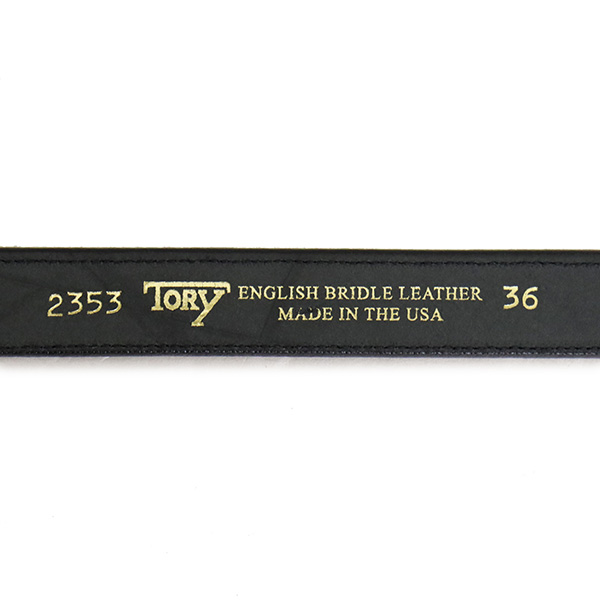 2353 TORY ENGLISH BRIDLE LEATHER 36
MADE IN THE USA